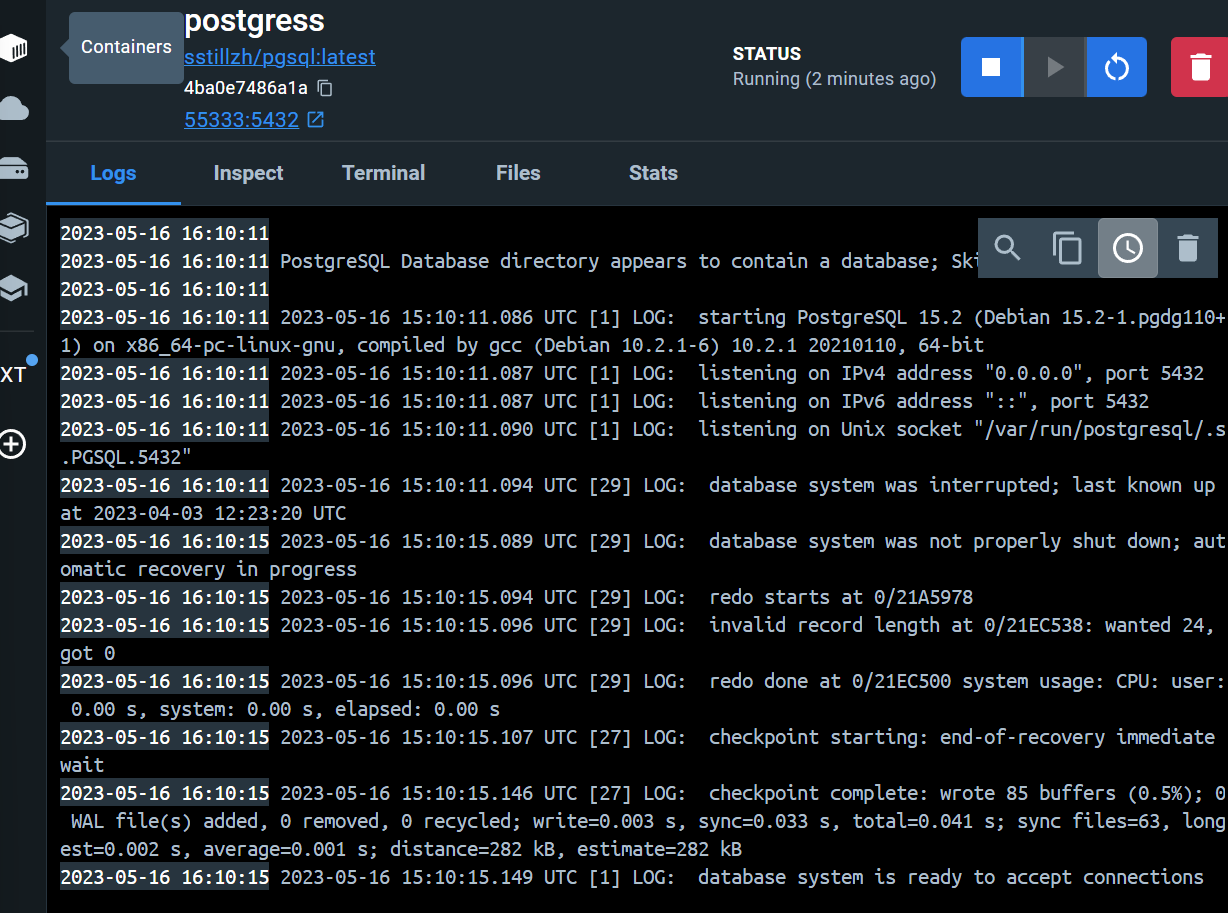 postgress
Containers
sstillzh/pgsql:latest
4ba0e7486a1a
55333:5432
STATUS
Running (2 minutes ago)
XT
Logs Inspect Terminal Files Stats
2023-05-16 16:10:11
2023-05-16 16:10:11 PostgreSQL Database directory appears to contain a database; Ski
2023-05-16 16:10:11
2023-05-16 16:10:11 2023-05-16 15:10:11.086 UTC [1] LOG:  starting PostgreSQL 15.2 (Debian 15.2-1.pgdg110+
1) on x86_64-pc-linux-gnu, compiled by gcc (Debian 10.2.1-6) 10.2.1 20210110, 64-bit
2023-05-16 16:10:11 2023-05-16 15:10:11.087 UTC [1] LOG:  listening on IPv4 address "0.0.0.0", port 5432
2023-05-16 16:10:11 2023-05-16 15:10:11.087 UTC [1] LOG:  listening on IPv6 address "::", port 5432
2023-05-16 16:10:11 2023-05-16 15:10:11.090 UTC [1] LOG:  listening on Unix socket "/var/run/postgresql/.s
.PGSQL.5432"
2023-05-16 16:10:11 2023-05-16 15:10:11.094 UTC [29] LOG:  database system was interrupted; last known up
at 2023-04-03 12:23:20 UTC
2023-05-16 16:10:15 2023-05-16 15:10:15.089 UTC [29] LOG:  database system was not properly shut down; aut
omatic recovery in progress
2023-05-16 16:10:15 2023-05-16 15:10:15.094 UTC [29] LOG:  redo starts at 0/21A5978
2023-05-16 16:10:15 2023-05-16 15:10:15.096 UTC [29] LOG:  invalid record length at 0/21EC538: wanted 24,
got 0
2023-05-16 16:10:15 2023-05-16 15:10:15.096 UTC [29] LOG:  redo done at 0/21EC500 system usage: CPU: user:
0.00 s, system: 0.00 s, elapsed: 0.00 s
2023-05-16 16:10:15 2023-05-16 15:10:15.107 UTC [27] LOG:  checkpoint starting: end-of-recovery immediate
wait
2023-05-16 16:10:15 2023-05-16 15:10:15.146 UTC [27] LOG:  checkpoint complete: wrote 85 buffers (0.5%); 0
WAL file(s) added, 0 removed, 0 recycled; write=0.003 s, sync=0.033 s, total=0.041 s; sync files=63, long
est=0.002 s, average=0.001 s; distance=282 kB, estimate=282 kB
2023-05-16 16:10:15 2023-05-16 15:10:15.149 UTC [1] LOG:  database system is ready to accept connections